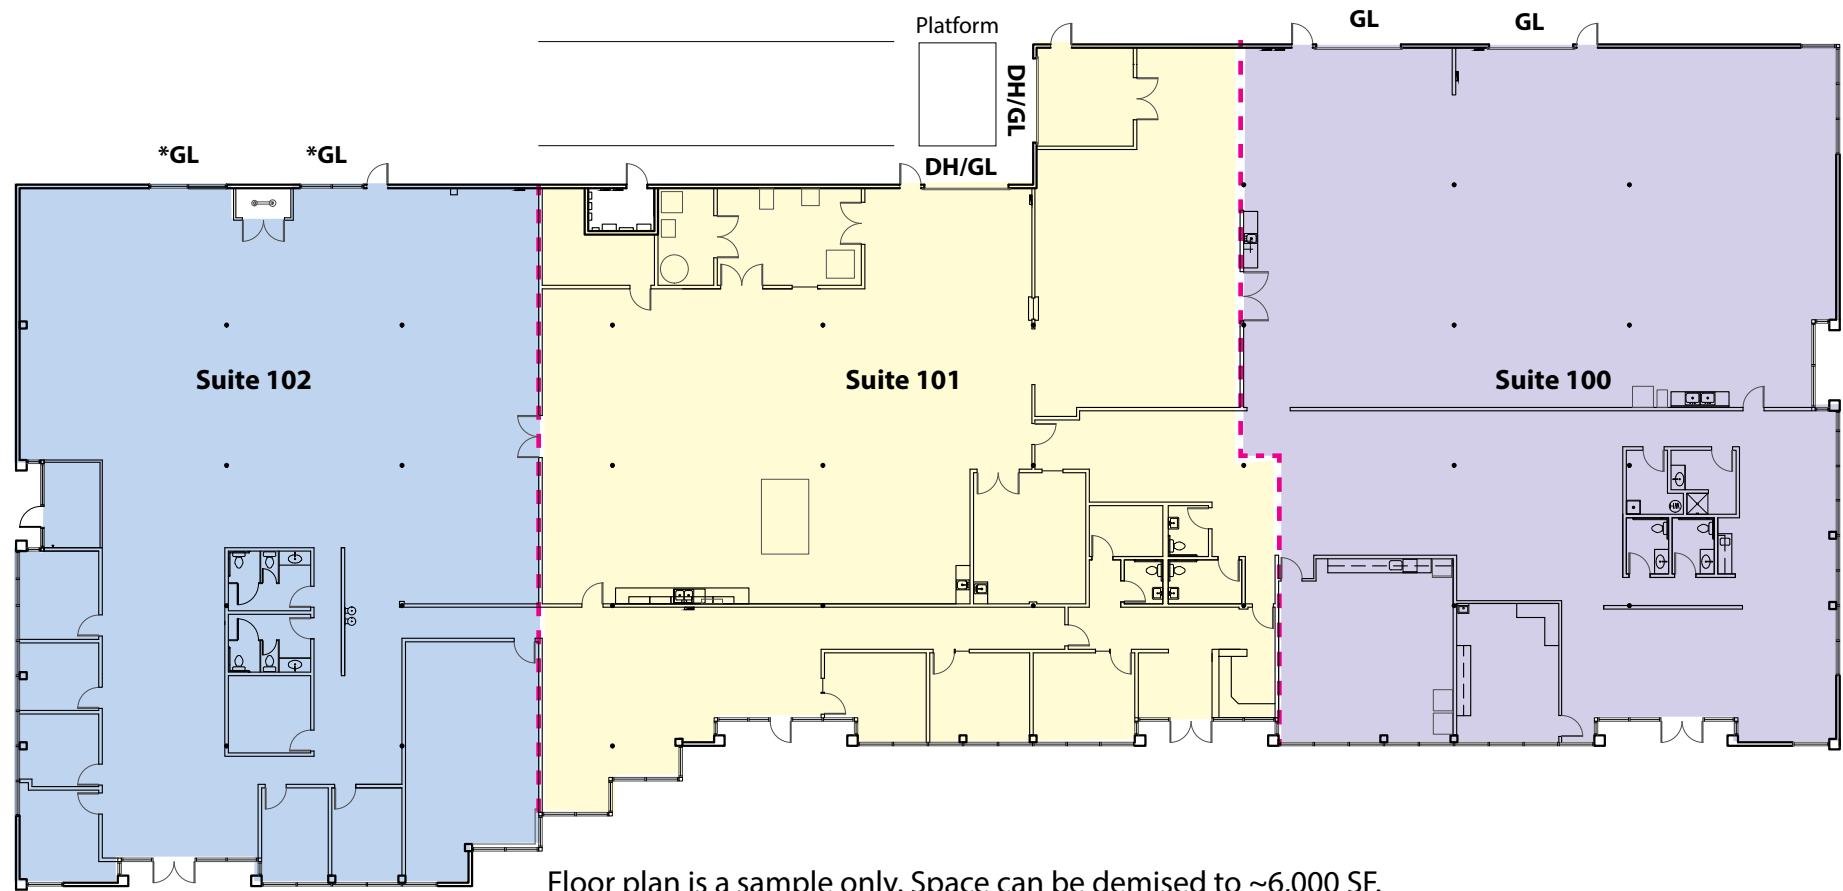 Platform
GL
GL
DH/GL
*GL
*GL
DH/GL
Suite 102
Suite 101
Suite 100
WH
Floor plan is a sample only. Space can be demised to ~6,000 SF.